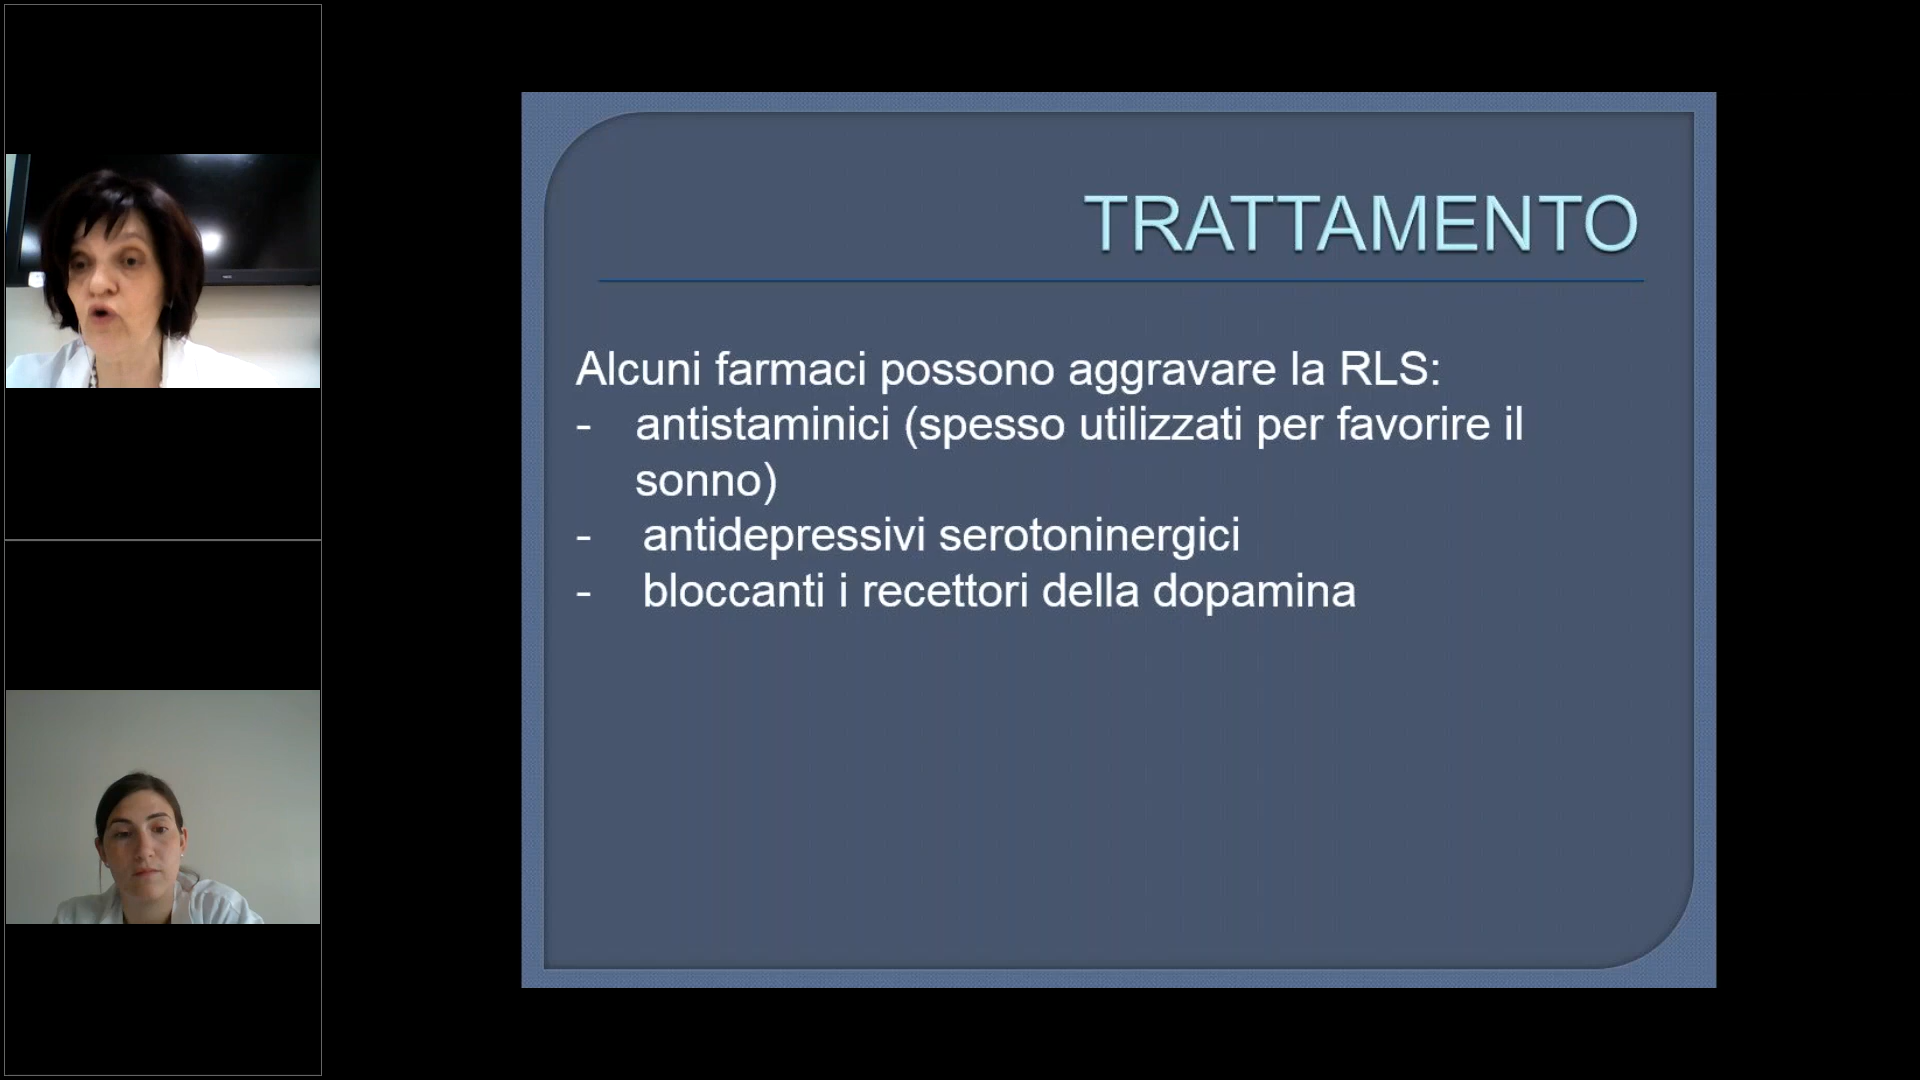 TRATTAMENTO
Alcuni farmaci possono aggravare la RLS:
- antistaminici (spesso utilizzati per favorire il
sonno)
- antidepressivi serotoninergici
- bloccanti i recettori della dopamina